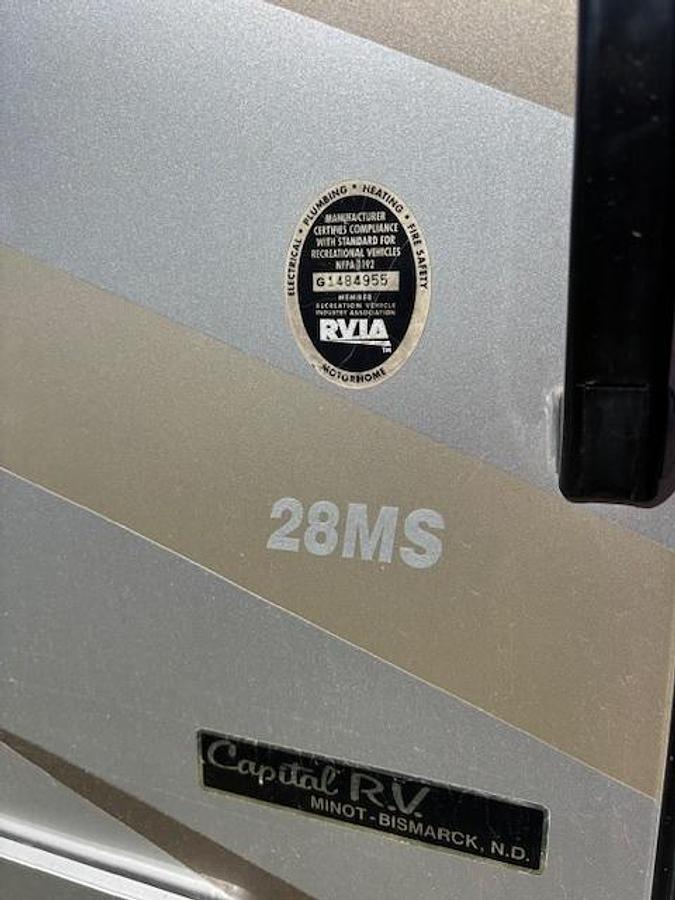 ELECTRICAL • PLUMBING • HEATING • FIRE SAFETY
MANUFACTURER
CERTIFIES COMPLIANCE
WITH STANDARD FOR
RECREATIONAL VEHICLES
NFPA 1192
G1484955
MEMBER
RECREATION VEHICLE
INDUSTRY ASSOCIATION
RVIA
TM
MOTORHOME
28MS
Capital R.V.
MINOT-BISMARCK, N.D.